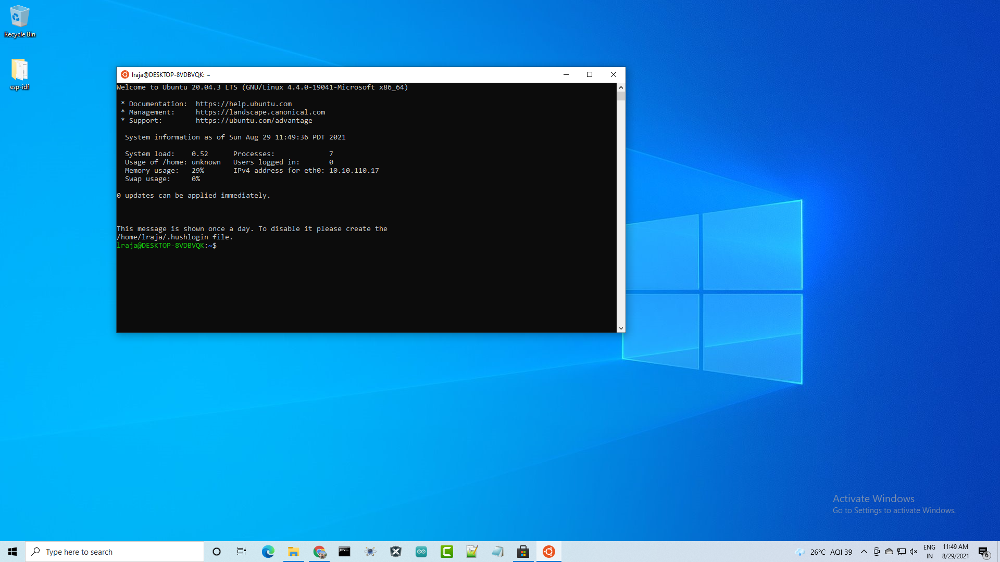 Recycle Bin
esp-idf
lraja@DESKTOP-8VDBVQK: ~
Welcome to Ubuntu 20.04.3 LTS (GNU/Linux 4.4.0-19041-Microsoft x86_64)
* Documentation:  https://help.ubuntu.com
* Management:     https://landscape.canonical.com
* Support:        https://ubuntu.com/advantage
System information as of Sun Aug 29 11:49:36 PDT 2021
System load:    0.52      Processes:             7
Usage of /home: unknown   Users logged in:       0
Memory usage:   29%       IPv4 address for eth0: 10.10.110.17
Swap usage:     0%
0 updates can be applied immediately.
This message is shown once a day. To disable it please create the
/home/lraja/.hushlogin file.
lraja@DESKTOP-8VDBVQK:~$
Activate Windows
Go to Settings to activate Windows.
Type here to search
26°C AQI 39
ENG
IN
11:49 AM
8/29/2021
6